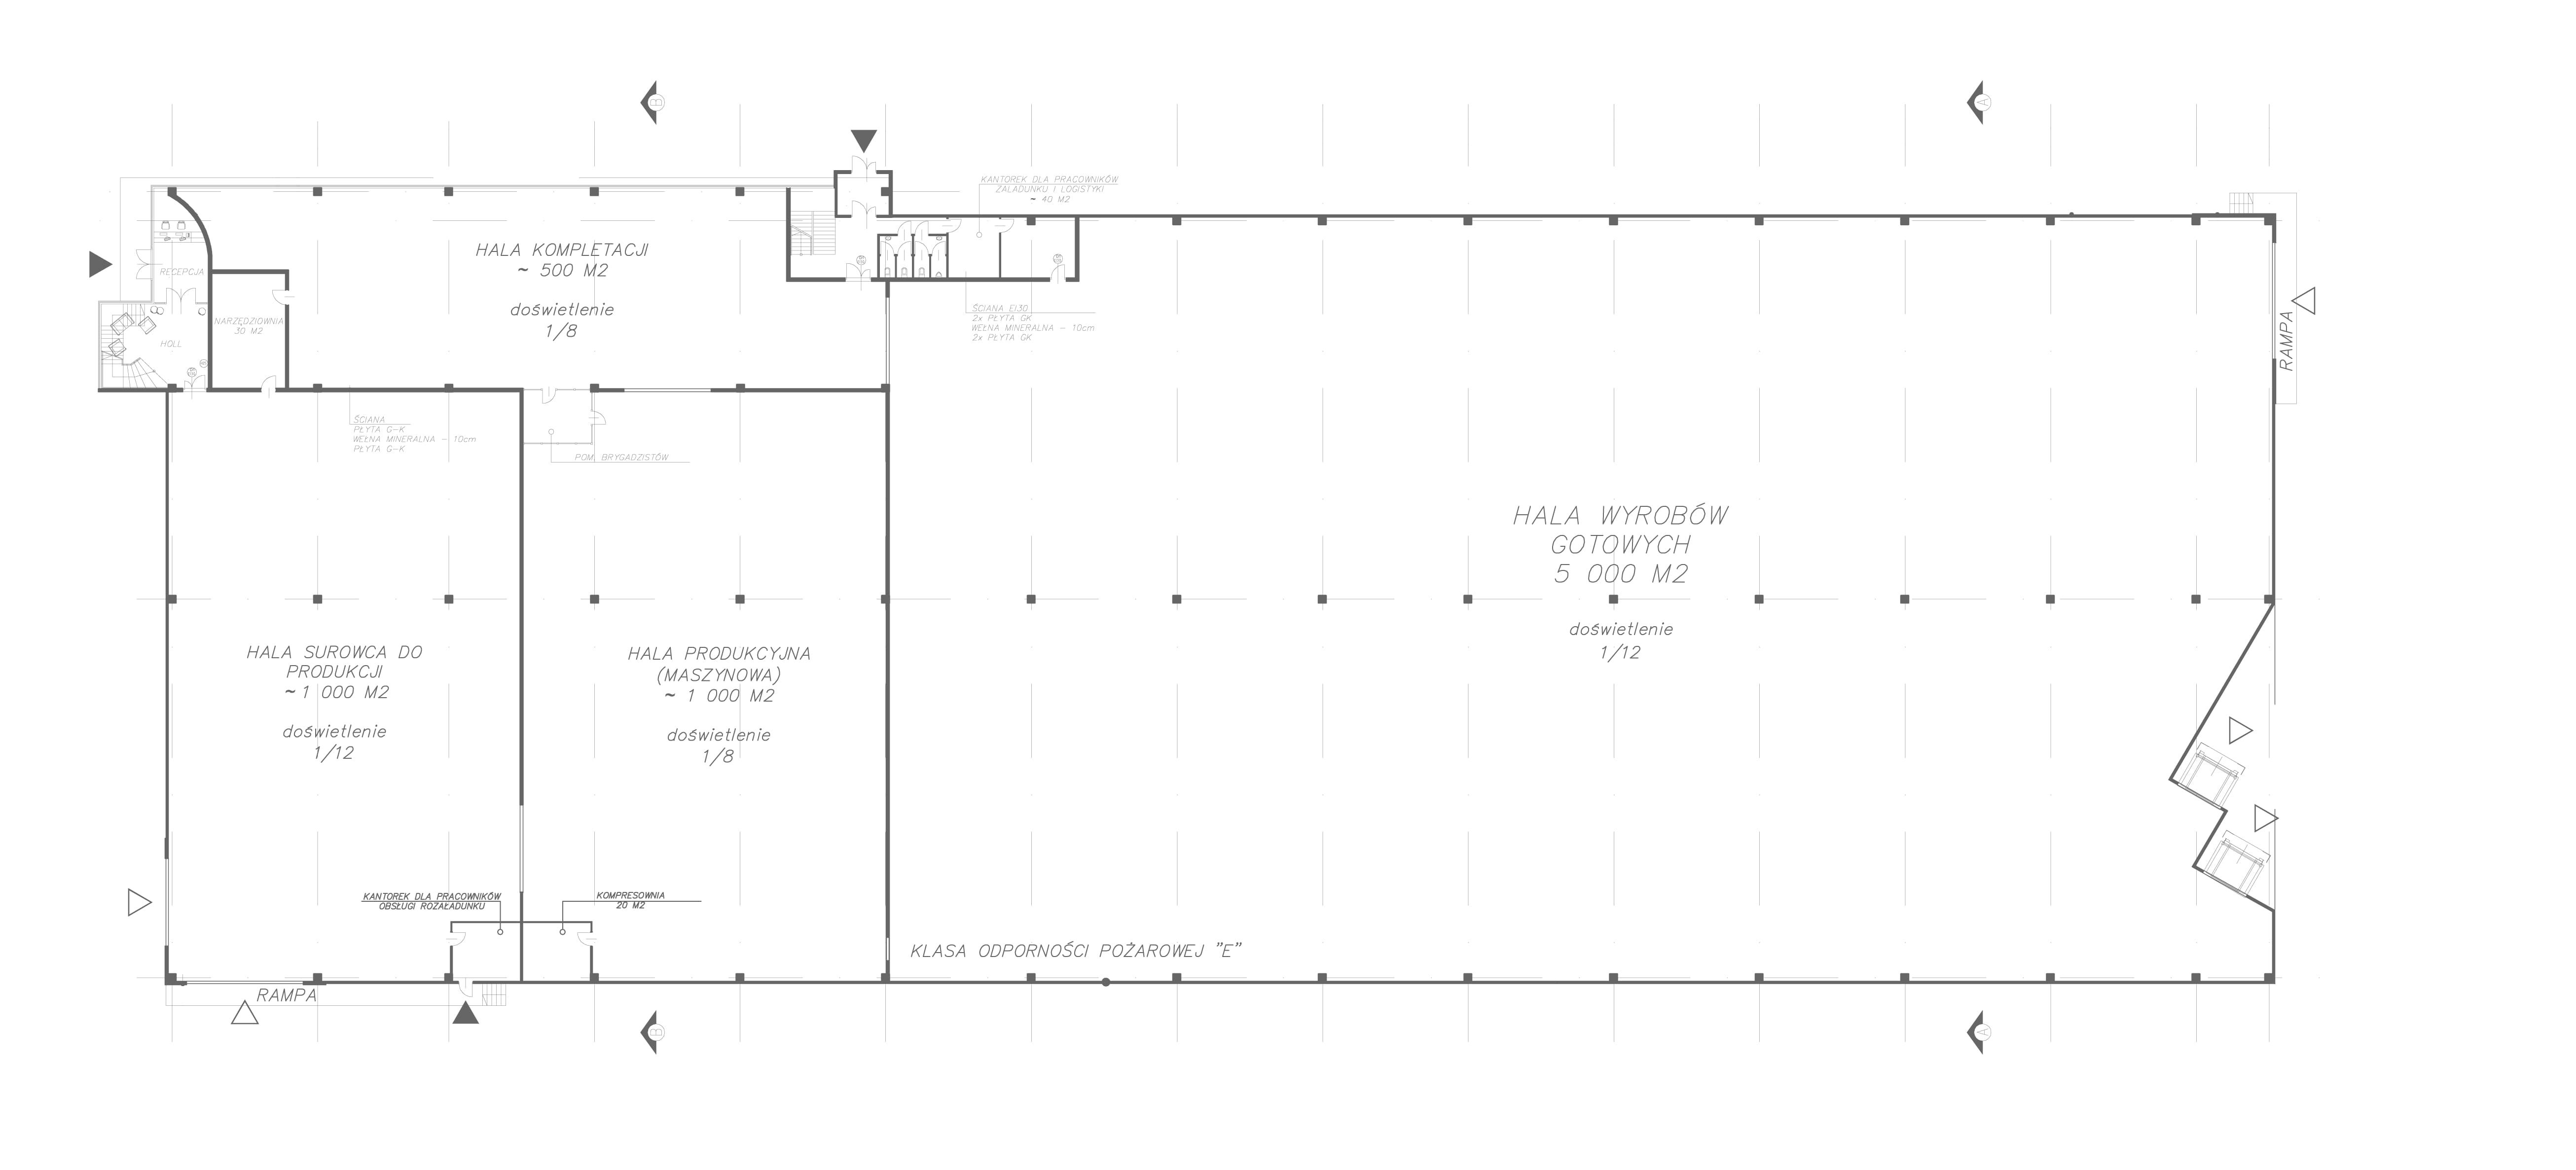 B
A
KANTOREK DLA PRACOWNIKÓW
ZAŁADUNKU I LOGISTYKI
~ 40 M2
HALA KOMPLETACJI
~ 500 M2
doświetlenie
1/8
RECEPCJA
NARZĘDZIOWNIA
30 M2
HOLL
ŚCIANA EI30
2x PŁYTA GK
WEŁNA MINERALNA - 10cm
2x PŁYTA GK
RAMPA
ŚCIANA
PŁYTA G-K
WEŁNA MINERALNA - 10cm
PŁYTA G-K
POM. BRYGADZISTÓW
HALA WYROBÓW
GOTOWYCH
5 000 M2
doświetlenie
1/12
HALA SUROWCA DO
PRODUKCJI
~ 1 000 M2
doświetlenie
1/12
HALA PRODUKCYJNA
(MASZYNOWA)
~ 1 000 M2
doświetlenie
1/8
KANTOREK DLA PRACOWNIKÓW
OBSŁUGI ROZAŁADUNKU
KOMPRESOWNIA
20 M2
KLASA ODPORNOŚCI POŻAROWEJ "E"
RAMPA
B
A